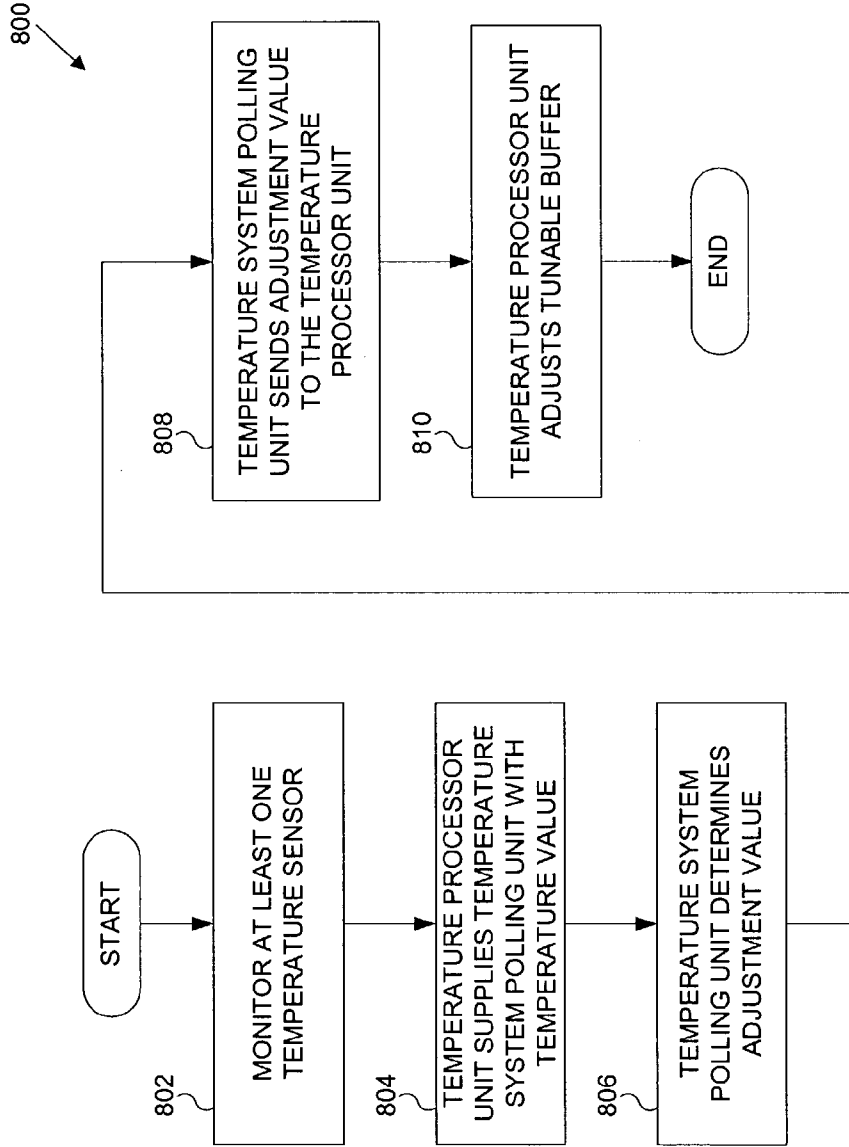 800
START
802
MONITOR AT LEAST ONE
TEMPERATURE SENSOR
804
TEMPERATURE PROCESSOR
UNIT SUPPLIES TEMPERATURE
SYSTEM POLLING UNIT WITH
TEMPERATURE VALUE
806
TEMPERATURE SYSTEM
POLLING UNIT DETERMINES
ADJUSTMENT VALUE
808
TEMPERATURE SYSTEM POLLING
UNIT SENDS ADJUSTMENT VALUE
TO THE TEMPERATURE
PROCESSOR UNIT
810
TEMPERATURE PROCESSOR UNIT
ADJUSTS TUNABLE BUFFER
END